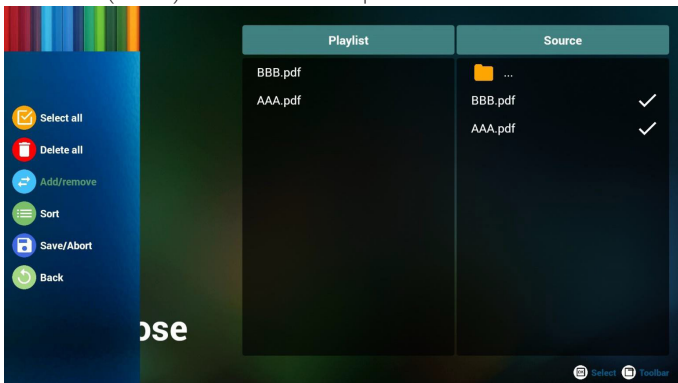 Playlist
Source
BBB.pdf
AAA.pdf
...
BBB.pdf
AAA.pdf
Select all
Delete all
Add/remove
Sort
Save/Abort
Back
ose
OK Select Toolbar